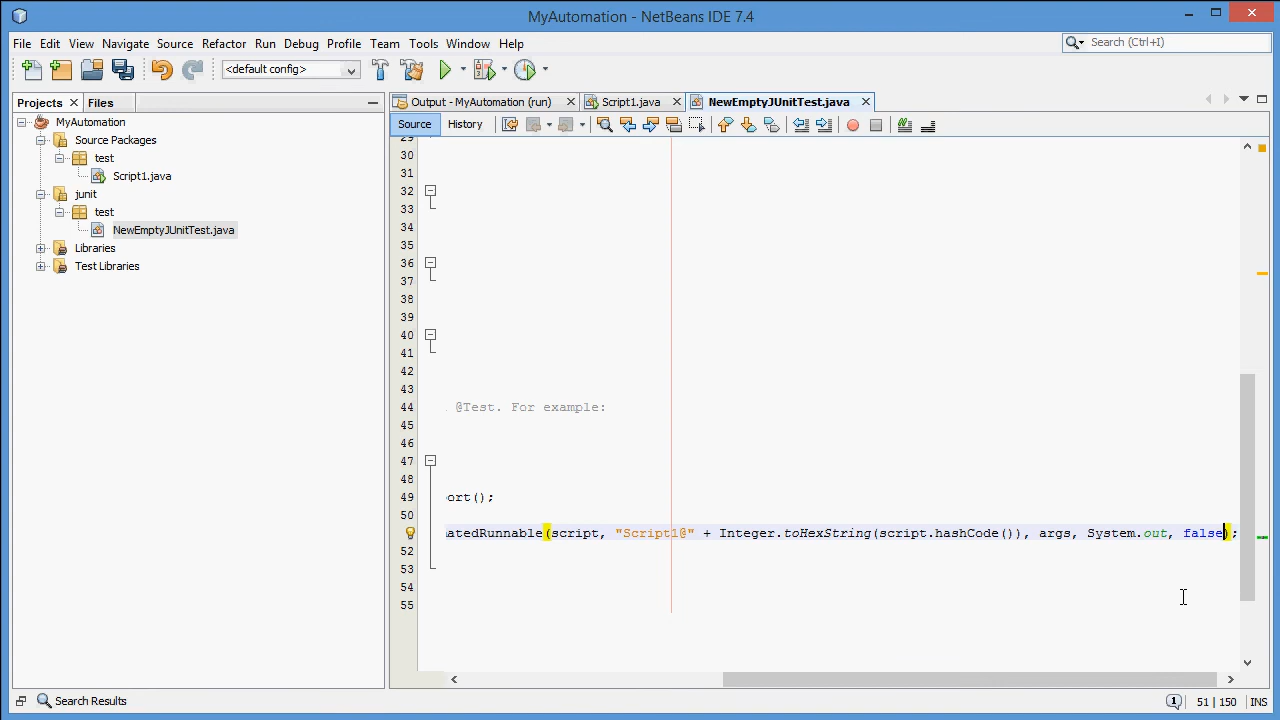 MyAutomation - NetBeans IDE 7.4
File Edit View Navigate Source Refactor Run Debug Profile Team Tools Window Help
Search (Ctrl+I)
<default config>
Projects Files
Output - MyAutomation (run) Script1.java NewEmptyJUnitTest.java
Source History
MyAutomation
Source Packages
test
Script1.java
junit
test
NewEmptyJUnitTest.java
Libraries
Test Libraries
29
30
31
32
33
34
35
36
37
38
39
40
41
42
43
44 @Test. For example:
45
46
47
48
49 ort();
50
atedRunnable(script, "Script1@" + Integer.toHexString(script.hashCode()), args, System.out, false);
52
53
54
55
Search Results
1
51 | 150 INS